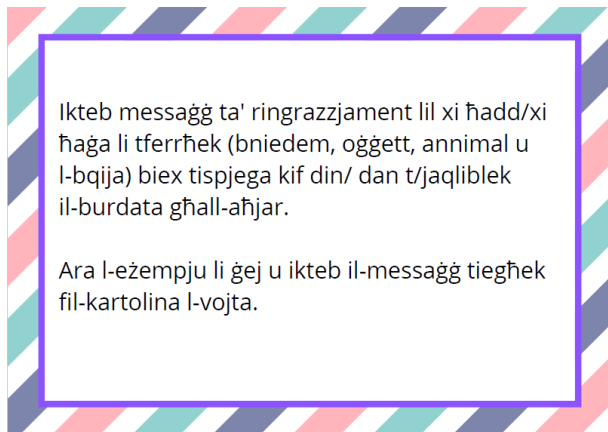 Ikteb messaġġ ta' ringrazzjament lil xi ħadd/xi
ħaġa li tferrħek (bniedem, oġġett, annimal u
l-bqija) biex tispjega kif din/ dan t/jaqliblek
il-burdata għall-aħjar.
Ara l-eżempju li ġej u ikteb il-messaġġ tiegħek
fil-kartolina l-vojta.